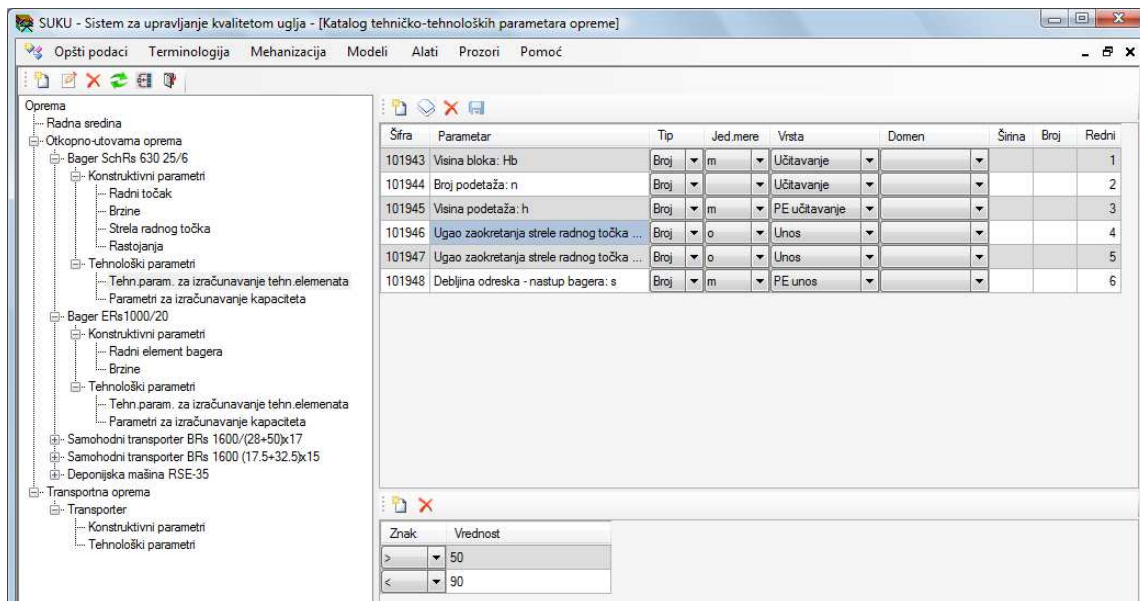 SUKU - Sistem za upravljanje kvalitetom uglja - [Katalog tehničko-tehnoloških parametara opreme]
Opšti podaci Terminologija Mehanizacija Modeli Alati Prozori Pomoć
Oprema
Radna sredina
Otkopno-utovarna oprema
Bager SchRs 630 25/6
Konstruktivni parametri
Radni točak
Brzine
Strela radnog točka
Rastojanja
Tehnološki parametri
Tehn.param. za izračunavanje tehn.elemenata
Parametri za izračunavanje kapaciteta
Bager ERs1000/20
Konstruktivni parametri
Radni element bagera
Brzine
Tehnološki parametri
Tehn.param. za izračunavanje tehn.elemenata
Parametri za izračunavanje kapaciteta
Samohodni transporter BRs 1600/(28+50)x17
Samohodni transporter BRs 1600 (17.5+32.5)x15
Deponijska mašina RSE-35
Transportna oprema
Transporter
Konstruktivni parametri
Tehnološki parametri
Šifra Parametar Tip Jed.mere Vrsta Domen Širina Broj Redni
101943 Visina bloka: Hb Broj m Učitavanje 1
101944 Broj podetaža: n Broj Učitavanje 2
101945 Visina podetaža: h Broj m PE učitavanje 3
101946 Ugao zaokretanja strele radnog točka ... Broj o Unos 4
101947 Ugao zaokretanja strele radnog točka ... Broj o Unos 5
101948 Debljina odreska - nastup bagera: s Broj m PE unos 6
Znak Vrednost
> 50
< 90